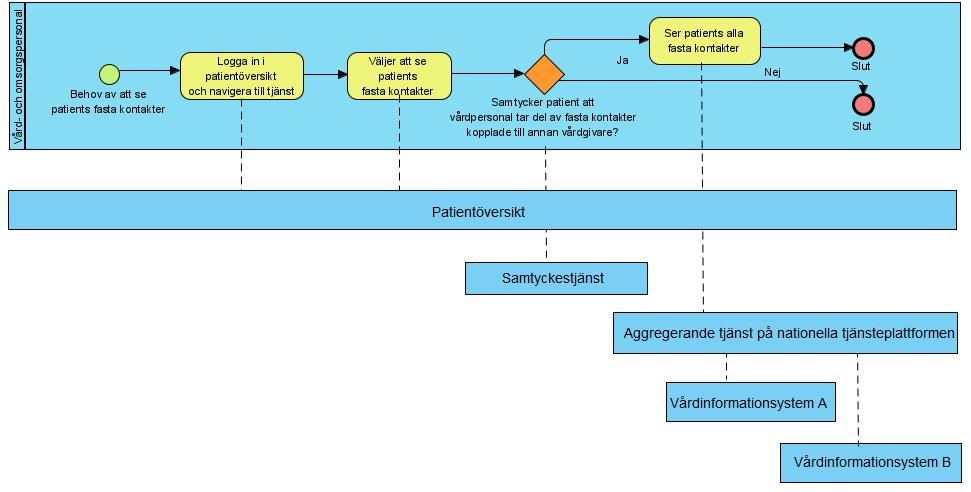 Vård- och omsorgspersonal
Behov av att se
patients fasta kontakter
Logga in i
patientöversikt
och navigera till tjänst
Väljer att se
patients
fasta kontakter
Samtycker patient att
vårdpersonal tar del av fasta kontakter
kopplade till annan vårdgivare?
Ja
Nej
Ser patients alla
fasta kontakter
Slut
Slut
Patientöversikt
Samtyckestjänst
Aggregerande tjänst på nationella tjänsteplattformen
Vårdinformationsystem A
Vårdinformationsystem B